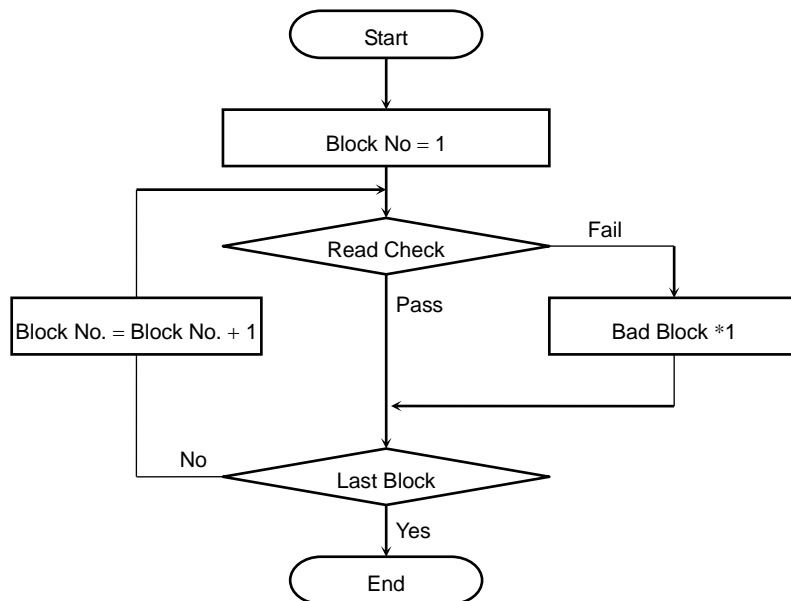 Start
Block No = 1
Read Check
Fail
Pass
Block No. = Block No. + 1
Bad Block *1
No
Last Block
Yes
End